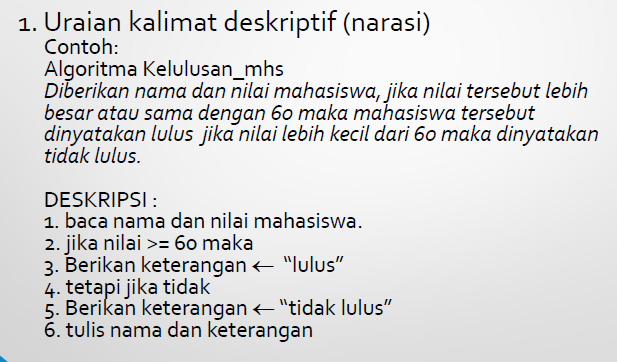 1. Uraian kalimat deskriptif (narasi)
Contoh:
Algoritma Kelulusan_mhs
Diberikan nama dan nilai mahasiswa, jika nilai tersebut lebih
besar atau sama dengan 60 maka mahasiswa tersebut
dinyatakan lulus jika nilai lebih kecil dari 60 maka dinyatakan
tidak lulus.
DESKRIPSI :
1. baca nama dan nilai mahasiswa.
2. jika nilai >= 60 maka
3. Berikan keterangan ← “lulus”
4. tetapi jika tidak
5. Berikan keterangan ← “tidak lulus”
6. tulis nama dan keterangan